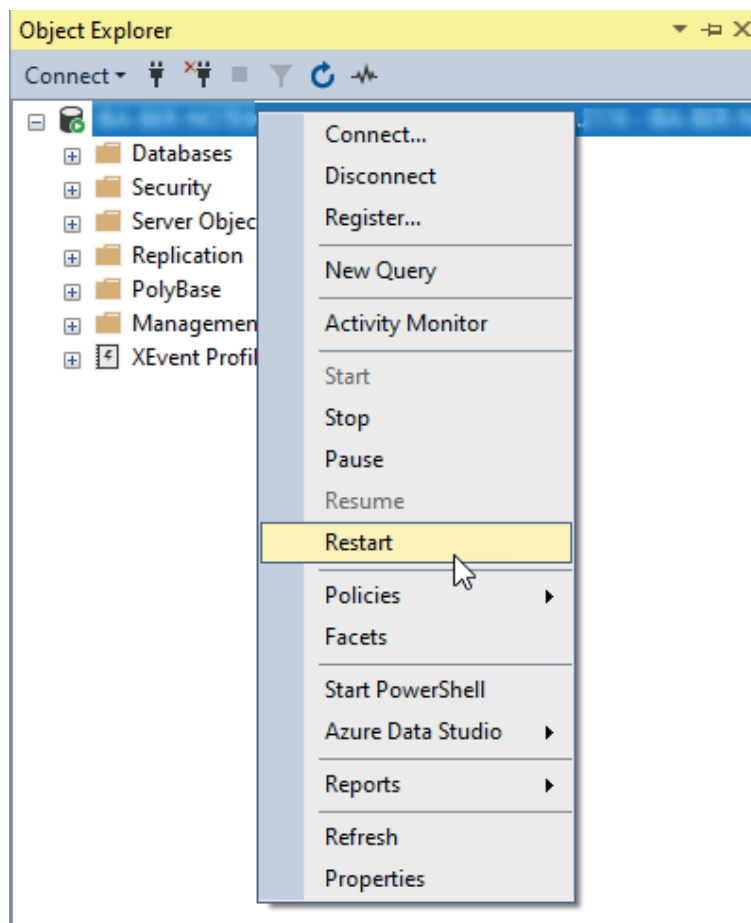 Object Explorer
Connect
Databases
Security
Server Objec
Replication
PolyBase
Managemen
XEvent Profil
Connect...
Disconnect
Register...
New Query
Activity Monitor
Start
Stop
Pause
Resume
Restart
Policies
Facets
Start PowerShell
Azure Data Studio
Reports
Refresh
Properties